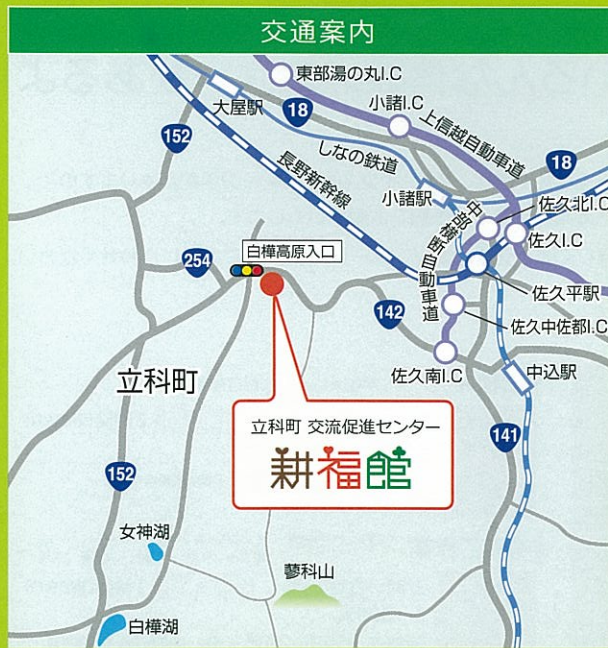 交通案内
東部湯の丸I.C
大屋駅
18
小諸I.C
上信越自動車道
152
しなの鉄道
18
長野新幹線
小諸駅
佐久北I.C
中部横断自動車道
佐久I.C
白樺高原入口
254
佐久平駅
142
佐久中佐都I.C
立科町
佐久南I.C
中込駅
立科町 交流促進センター
耕福館
141
152
女神湖
蓼科山
白樺湖